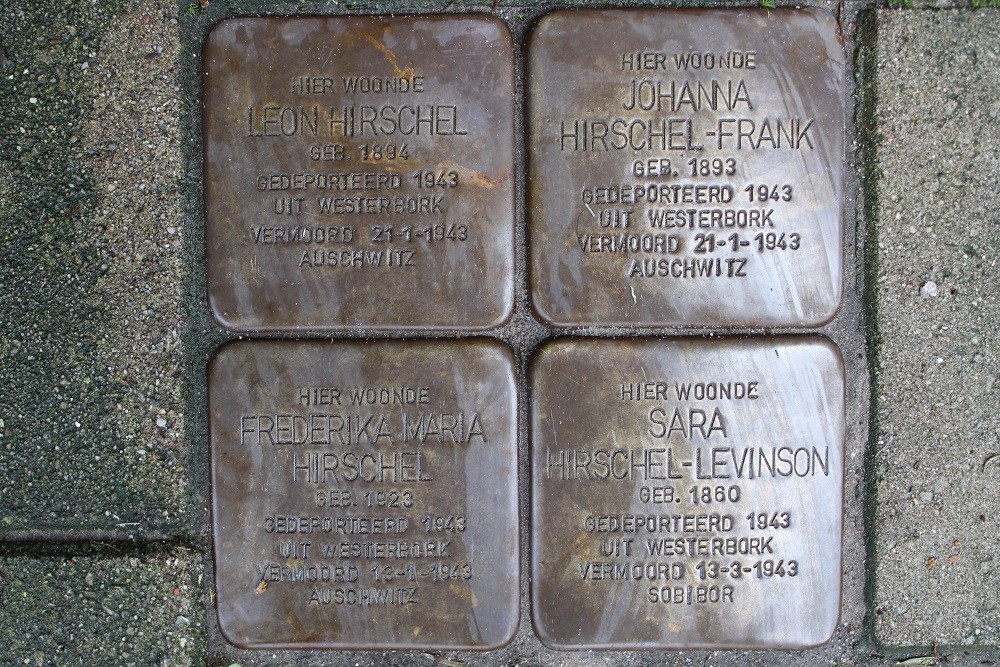 HIER WOONDE
LEON HIRSCHEL
GEB. 1894
GEDEPORTEERD 1943
UIT WESTERBORK
VERMOORD 21-1-1943
AUSCHWITZ
HIER WOONDE
JOHANNA
HIRSCHEL-FRANK
GEB. 1893
GEDEPORTEERD 1943
UIT WESTERBORK
VERMOORD 21-1-1943
AUSCHWITZ
HIER WOONDE
FREDERIKA MARIA
HIRSCHEL
GEB. 1923
GEDEPORTEERD 1943
UIT WESTERBORK
VERMOORD 13-1-1943
AUSCHWITZ
HIER WOONDE
SARA
HIRSCHEL-LEVINSON
GEB. 1860
GEDEPORTEERD 1943
UIT WESTERBORK
VERMOORD 13-3-1943
SOBIBOR